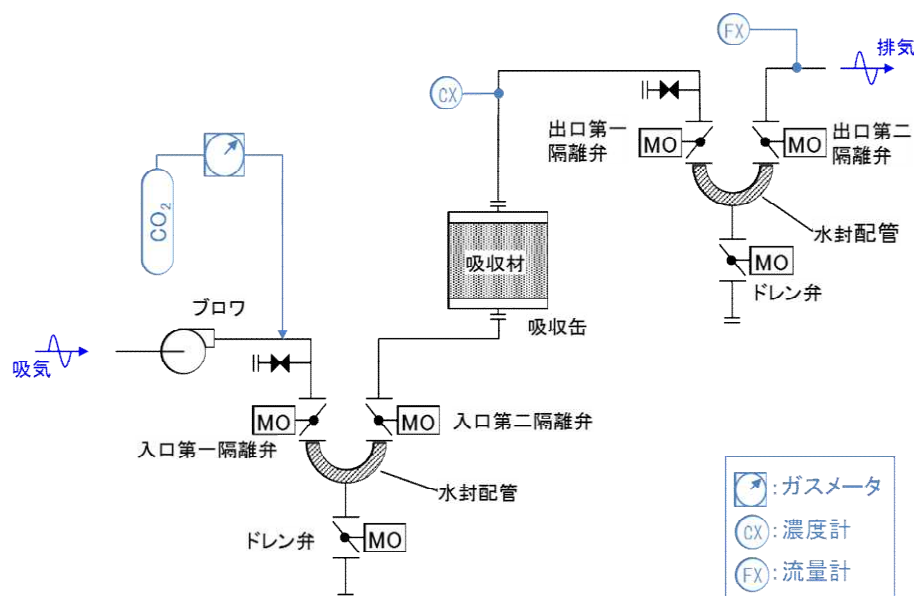 FX
排気
CX
出口第一
隔離弁
MO
MO
出口第二
隔離弁
水封配管
MO
ドレン弁
CO₂
吸収材
吸収缶
ブロワ
吸気
MO
MO
入口第一隔離弁
入口第二隔離弁
水封配管
ドレン弁
MO
:ガスメータ
CX
:濃度計
FX
:流量計